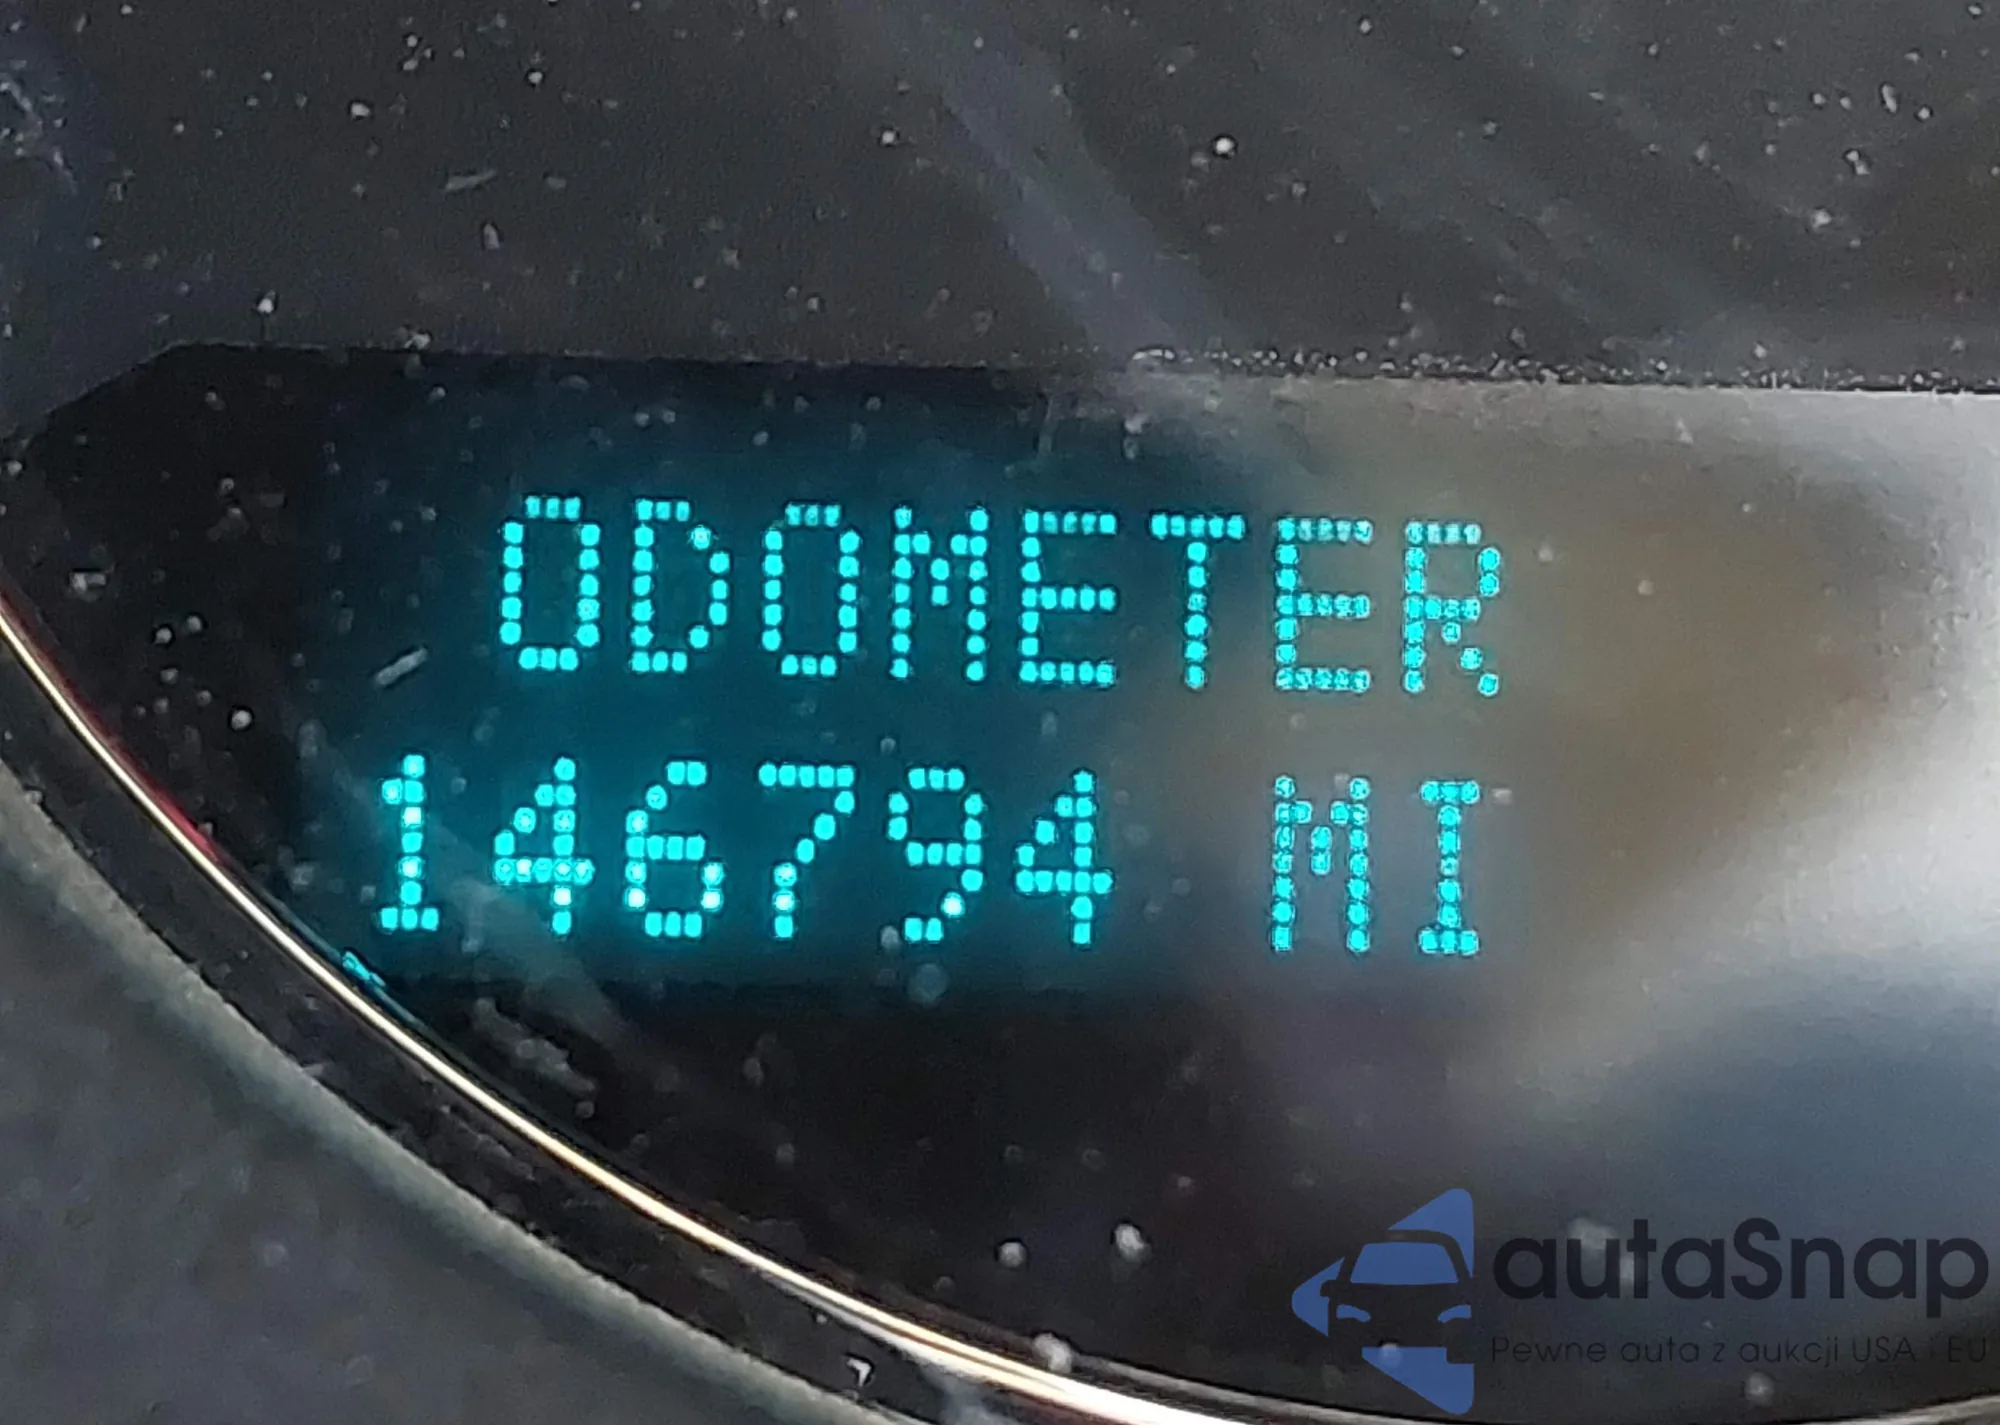 ODOMETER
146794 MI
autaSnap
Pewne auta z aukcji USA i EU